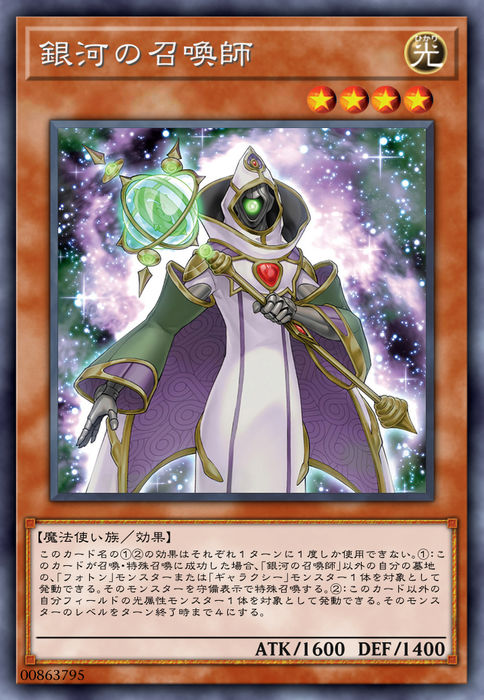 銀河の召喚師
光
ひかり
【魔法使い族／効果】
このカード名の①②の効果はそれぞれ１ターンに１度しか使用できない。①：こ
のカードが召喚・特殊召喚に成功した場合、「銀河の召喚師」以外の自分の墓地
の、「フォトン」モンスターまたは「ギャラクシー」モンスター１体を対象として
発動できる。そのモンスターを守備表示で特殊召喚する。②：このカード以外の
自分フィールドの光属性モンスター１体を対象として発動できる。そのモンス
ターのレベルをターン終了時まで４にする。
ATK/1600 DEF/1400
00863795